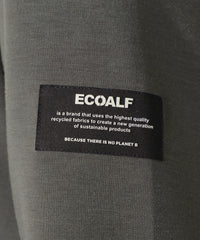 ECOALF
is a brand that uses the highest quality
recycled fabrics to create a new generation
of sustainable products
BECAUSE THERE IS NO PLANET B